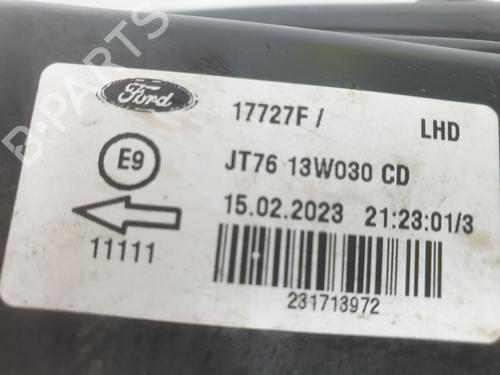 B-PARTS
Ford
17727F /
LHD
E9
JT76 13W030 CD
15.02.2023 21:23:01/3
11111
231713972